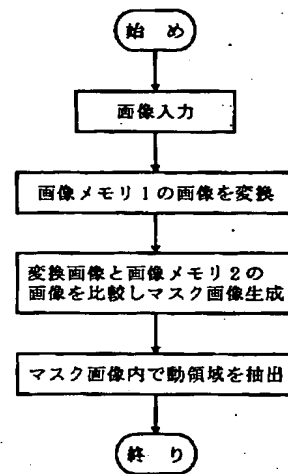 始 め
画像入力
画像メモリ1の画像を変換
変換画像と画像メモリ2の
画像を比較しマスク画像生成
マスク画像内で動領域を抽出
終 り